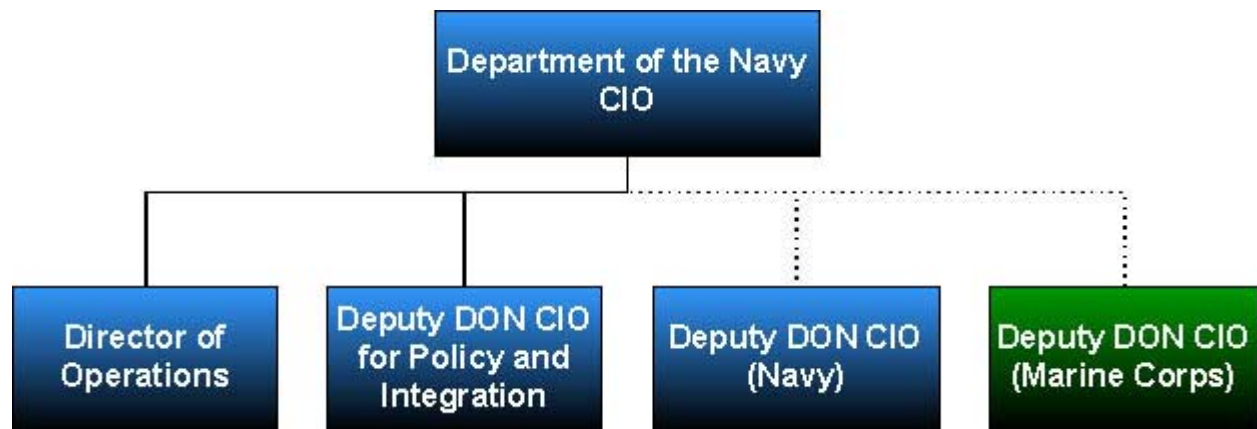 Department of the Navy
CIO
Director of
Operations
Deputy DON CIO
for Policy and
Integration
Deputy DON CIO
(Navy)
Deputy DON CIO
(Marine Corps)